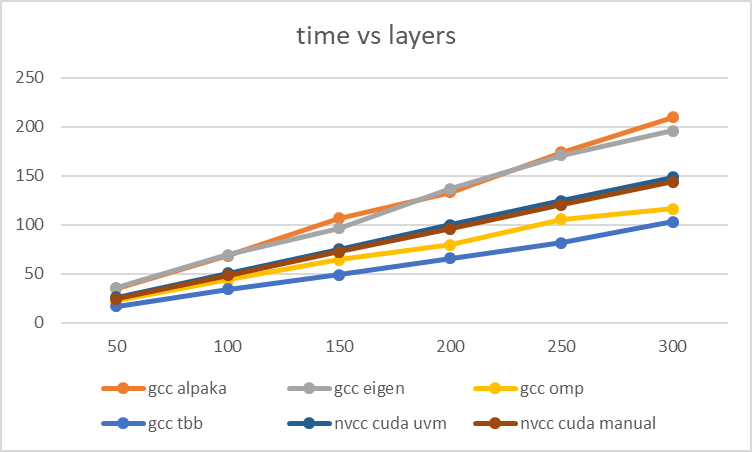 time vs layers
250
200
150
100
50
0
50 100 150 200 250 300
gcc alpaka gcc eigen gcc omp
gcc tbb nvcc cuda uvm nvcc cuda manual